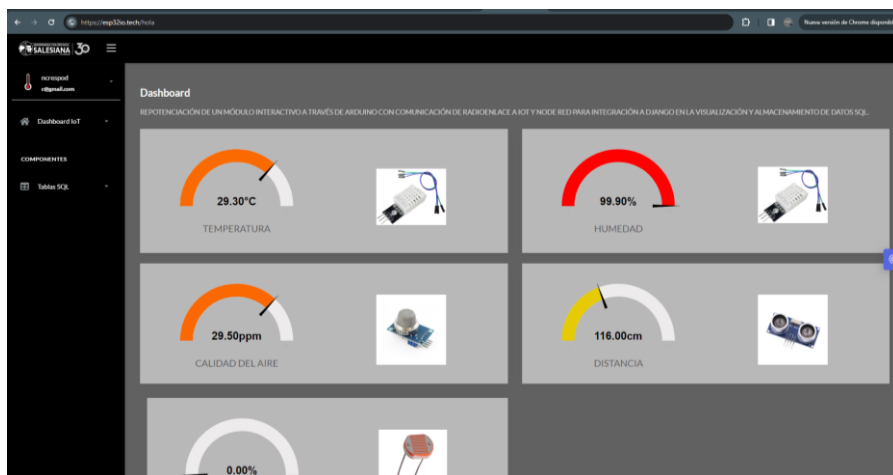 https://esp32io.tech/hola
Nueva versión de Chrome disponibl
SALESIANA 30
ncrespod
c@gmail.com
Dashboard IoT
COMPONENTES
Tablas SQL
Dashboard
REPOTENCIACIÓN DE UN MÓDULO INTERACTIVO A TRAVÉS DE ARDUINO CON COMUNICACIÓN DE RADIOENLACE A IOT Y NODE RED PARA INTEGRACIÓN A DJANGO EN LA VISUALIZACIÓN Y ALMACENAMIENTO DE DATOS SQL.
29.30°C
TEMPERATURA
99.90%
HUMEDAD
29.50ppm
CALIDAD DEL AIRE
116.00cm
DISTANCIA
0.00%